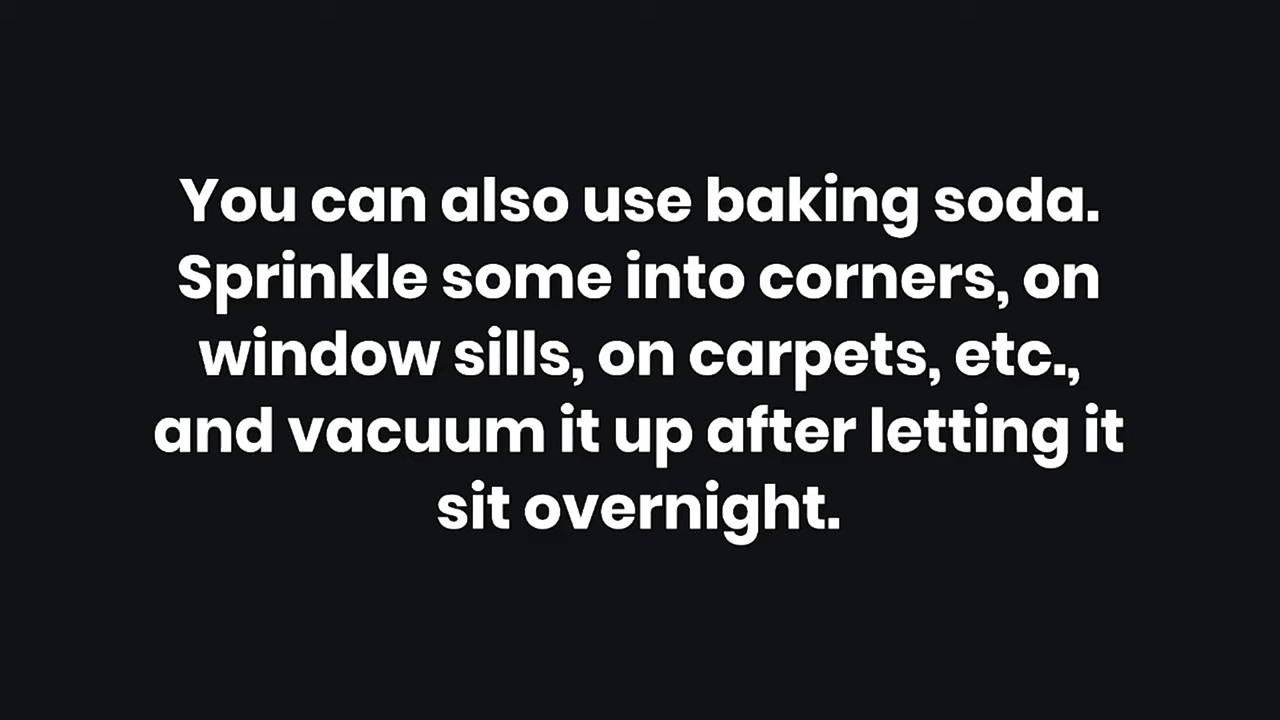 You can also use baking soda.
Sprinkle some into corners, on
window sills, on carpets, etc.,
and vacuum it up after letting it
sit overnight.